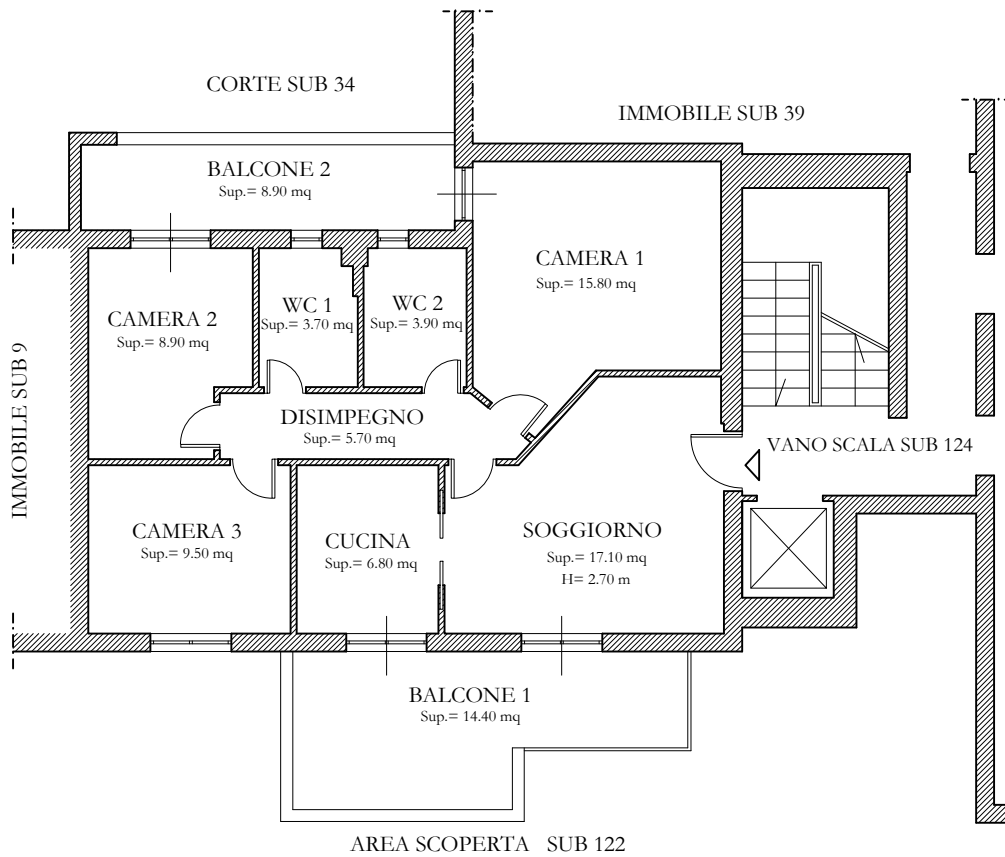 CORTE SUB 34
IMMOBILE SUB 39
BALCONE 2
Sup.= 8.90 mq
CAMERA 1
Sup.= 15.80 mq
WC 1
Sup.= 3.70 mq
WC 2
Sup.= 3.90 mq
CAMERA 2
Sup.= 8.90 mq
IMMOBILE SUB 9
DISIMPEGNO
Sup.= 5.70 mq
VANO SCALA SUB 124
CAMERA 3
Sup.= 9.50 mq
CUCINA
Sup.= 6.80 mq
SOGGIORNO
Sup.= 17.10 mq
H= 2.70 m
BALCONE 1
Sup.= 14.40 mq
AREA SCOPERTA SUB 122